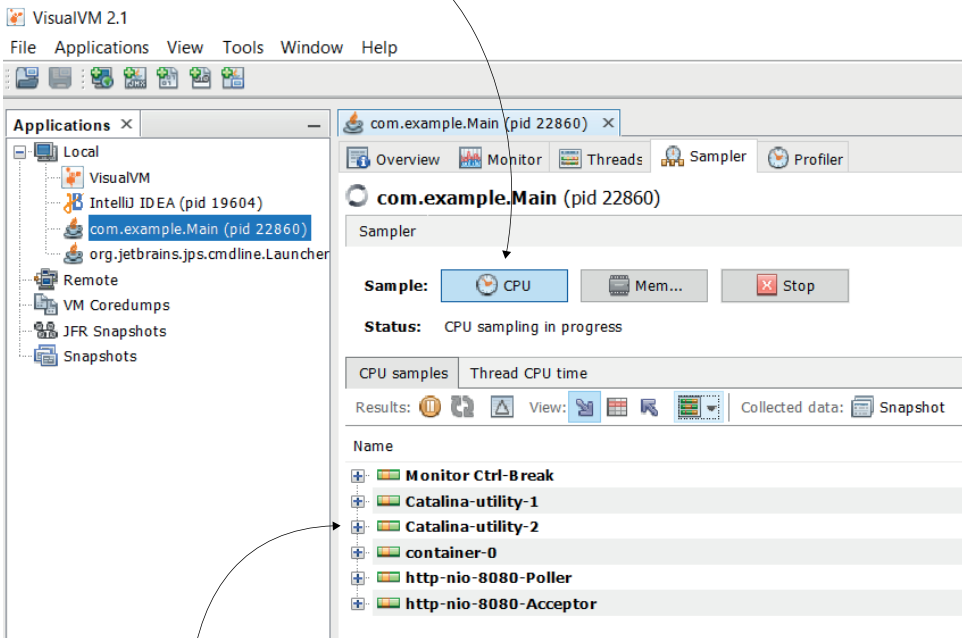 VisualVM 2.1
File Applications View Tools Window Help
Applications
Local
VisualVM
IntelliJ IDEA (pid 19604)
com.example.Main (pid 22860)
org.jetbrains.jps.cmdline.Launcher
Remote
VM Coredumps
JFR Snapshots
Snapshots
com.example.Main (pid 22860)
Overview Monitor Threads Sampler Profiler
com.example.Main (pid 22860)
Sampler
Sample: CPU Mem... Stop
Status: CPU sampling in progress
CPU samples Thread CPU time
Results: View: Collected data: Snapshot
Name
Monitor Ctrl-Break
Catalina-utility-1
Catalina-utility-2
container-0
http-nio-8080-Poller
http-nio-8080-Acceptor